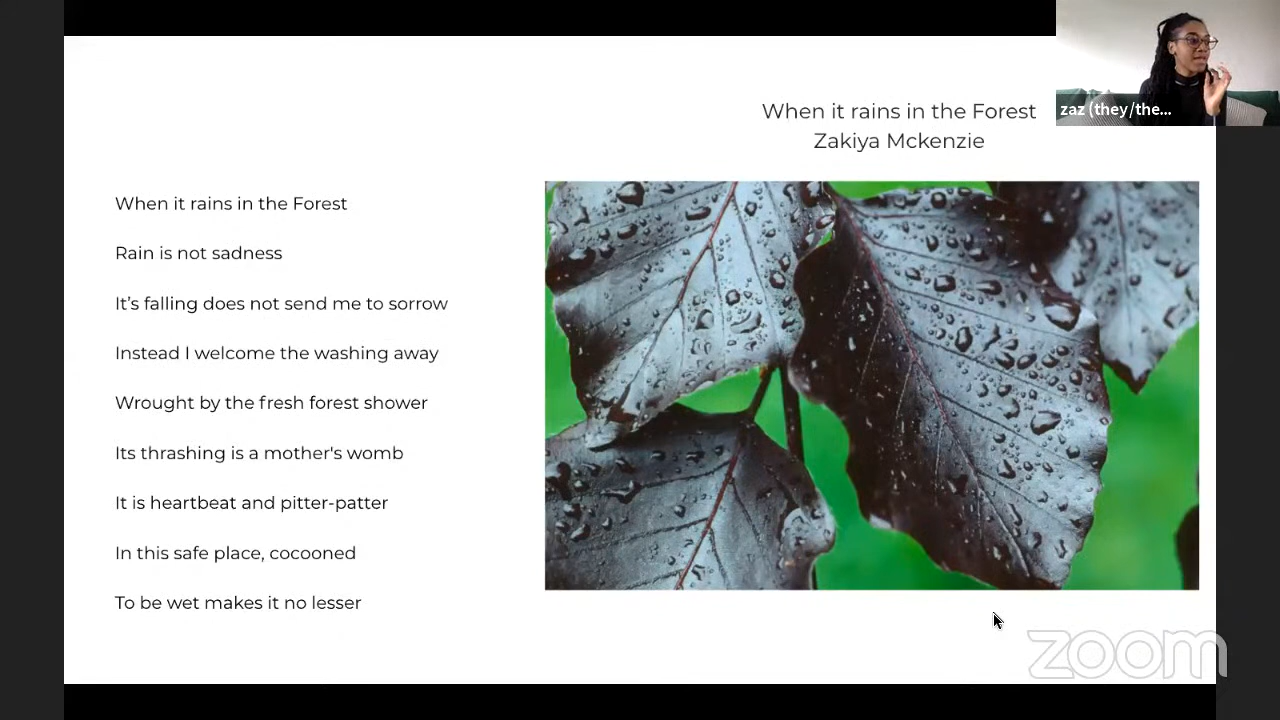 When it rains in the Forest
Zakiya Mckenzie
zaz (they/the...
When it rains in the Forest
Rain is not sadness
It’s falling does not send me to sorrow
Instead I welcome the washing away
Wrought by the fresh forest shower
Its thrashing is a mother's womb
It is heartbeat and pitter-patter
In this safe place, cocooned
To be wet makes it no lesser
zoom